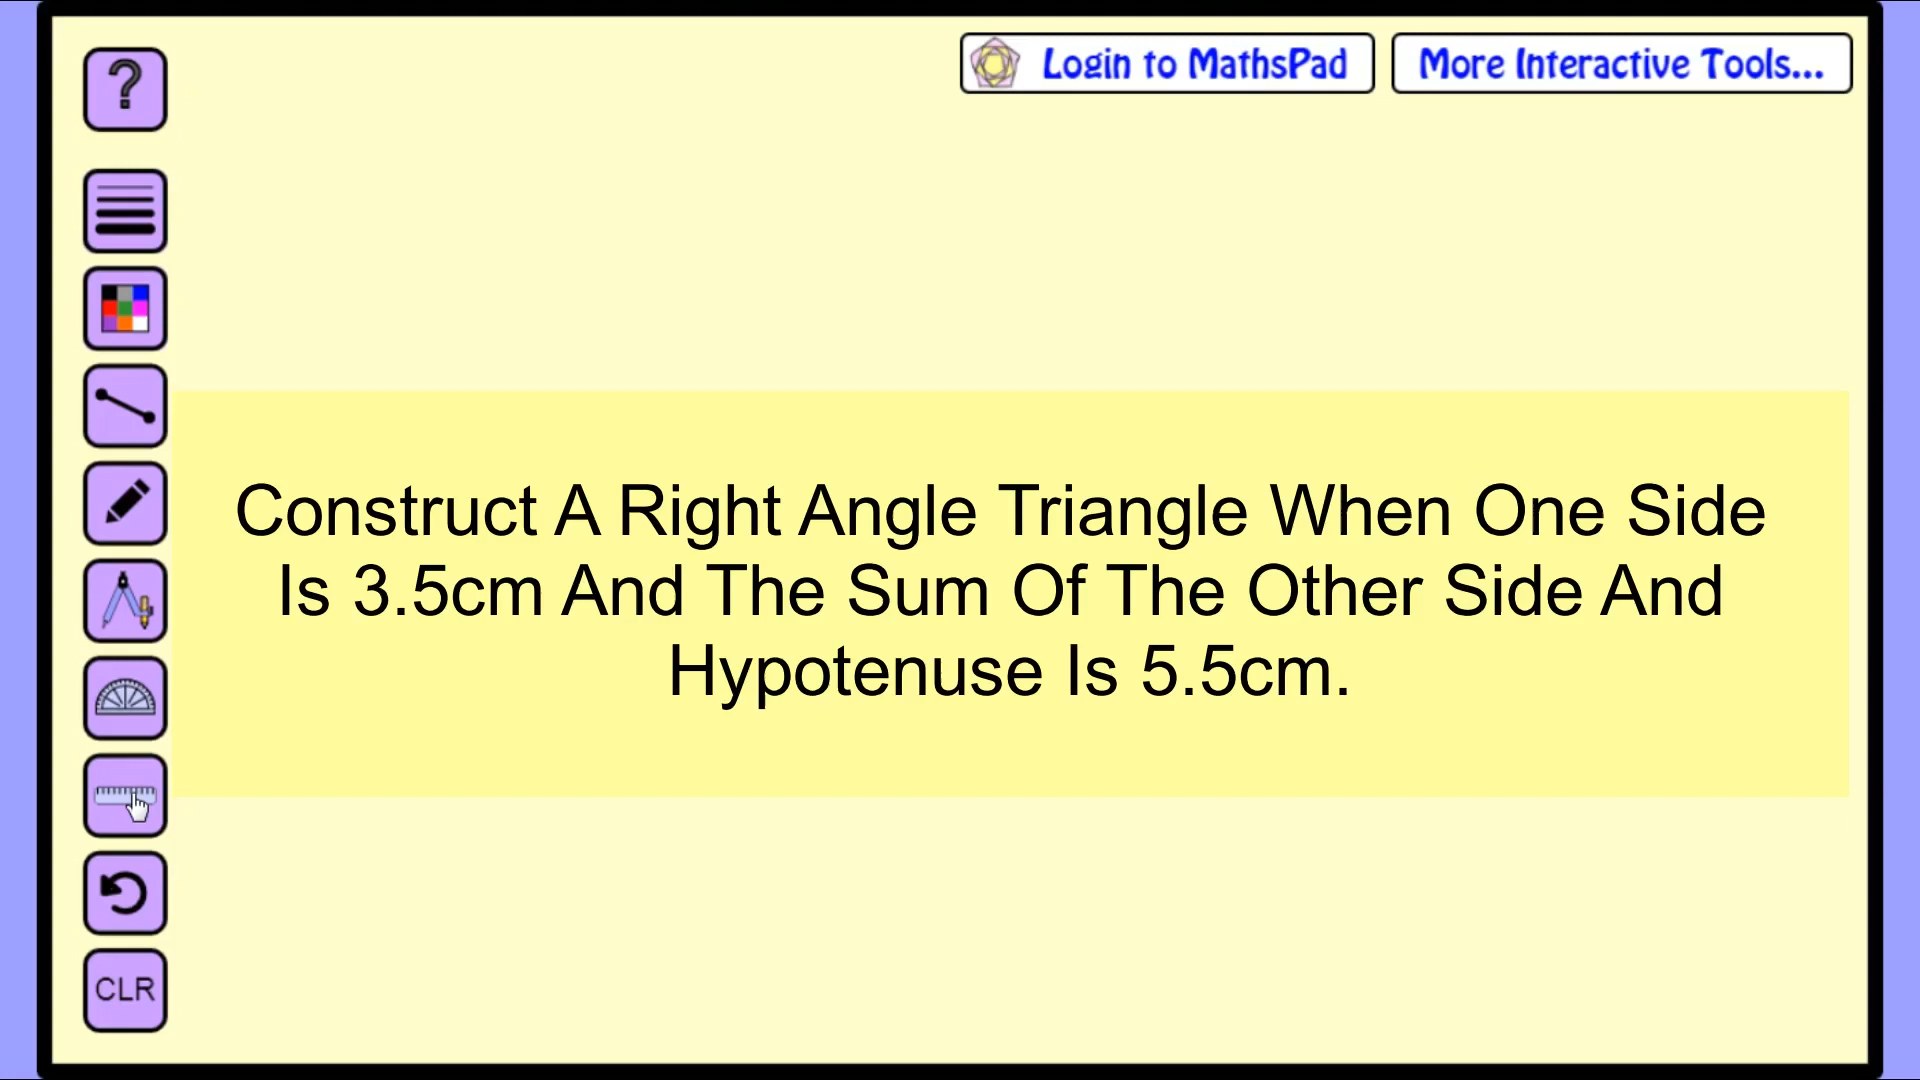 ?
Login to MathsPad
More Interactive Tools...
Construct A Right Angle Triangle When One Side
Is 3.5cm And The Sum Of The Other Side And
Hypotenuse Is 5.5cm.
CLR